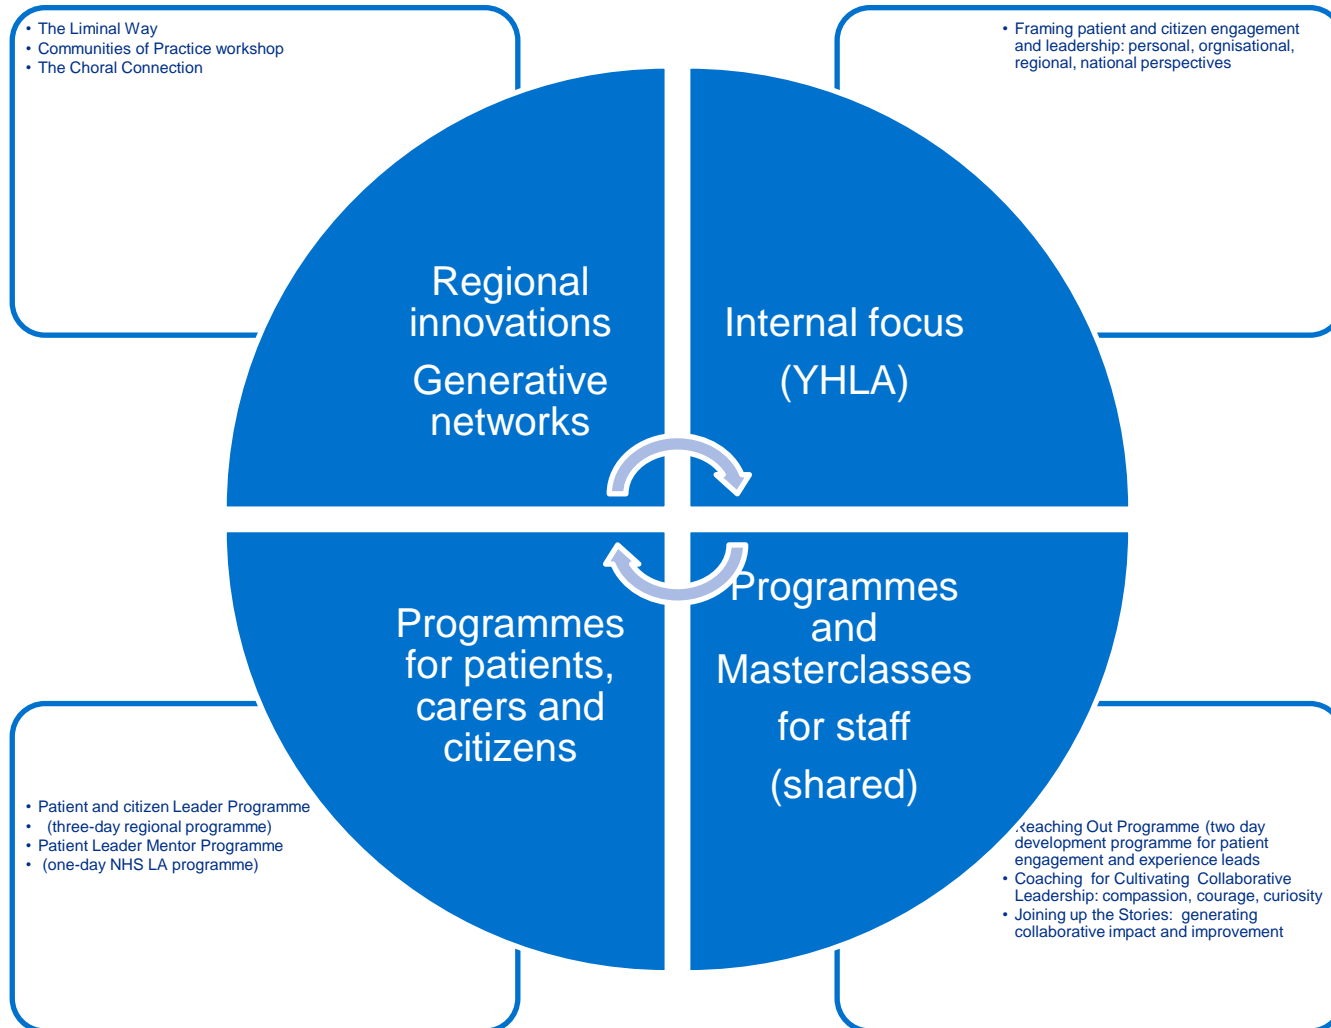 • The Liminal Way
• Communities of Practice workshop
• The Choral Connection
• Framing patient and citizen engagement
and leadership: personal, orgnisational,
regional, national perspectives
Regional
innovations
Generative
networks
Internal focus
(YHLA)
Programmes
for patients,
carers and
citizens
Programmes
and
Masterclasses
for staff
(shared)
• Patient and citizen Leader Programme
• (three-day regional programme)
• Patient Leader Mentor Programme
• (one-day NHS LA programme)
Reaching Out Programme (two day
development programme for patient
engagement and experience leads
• Coaching for Cultivating Collaborative
Leadership: compassion, courage, curiosity
• Joining up the Stories: generating
collaborative impact and improvement